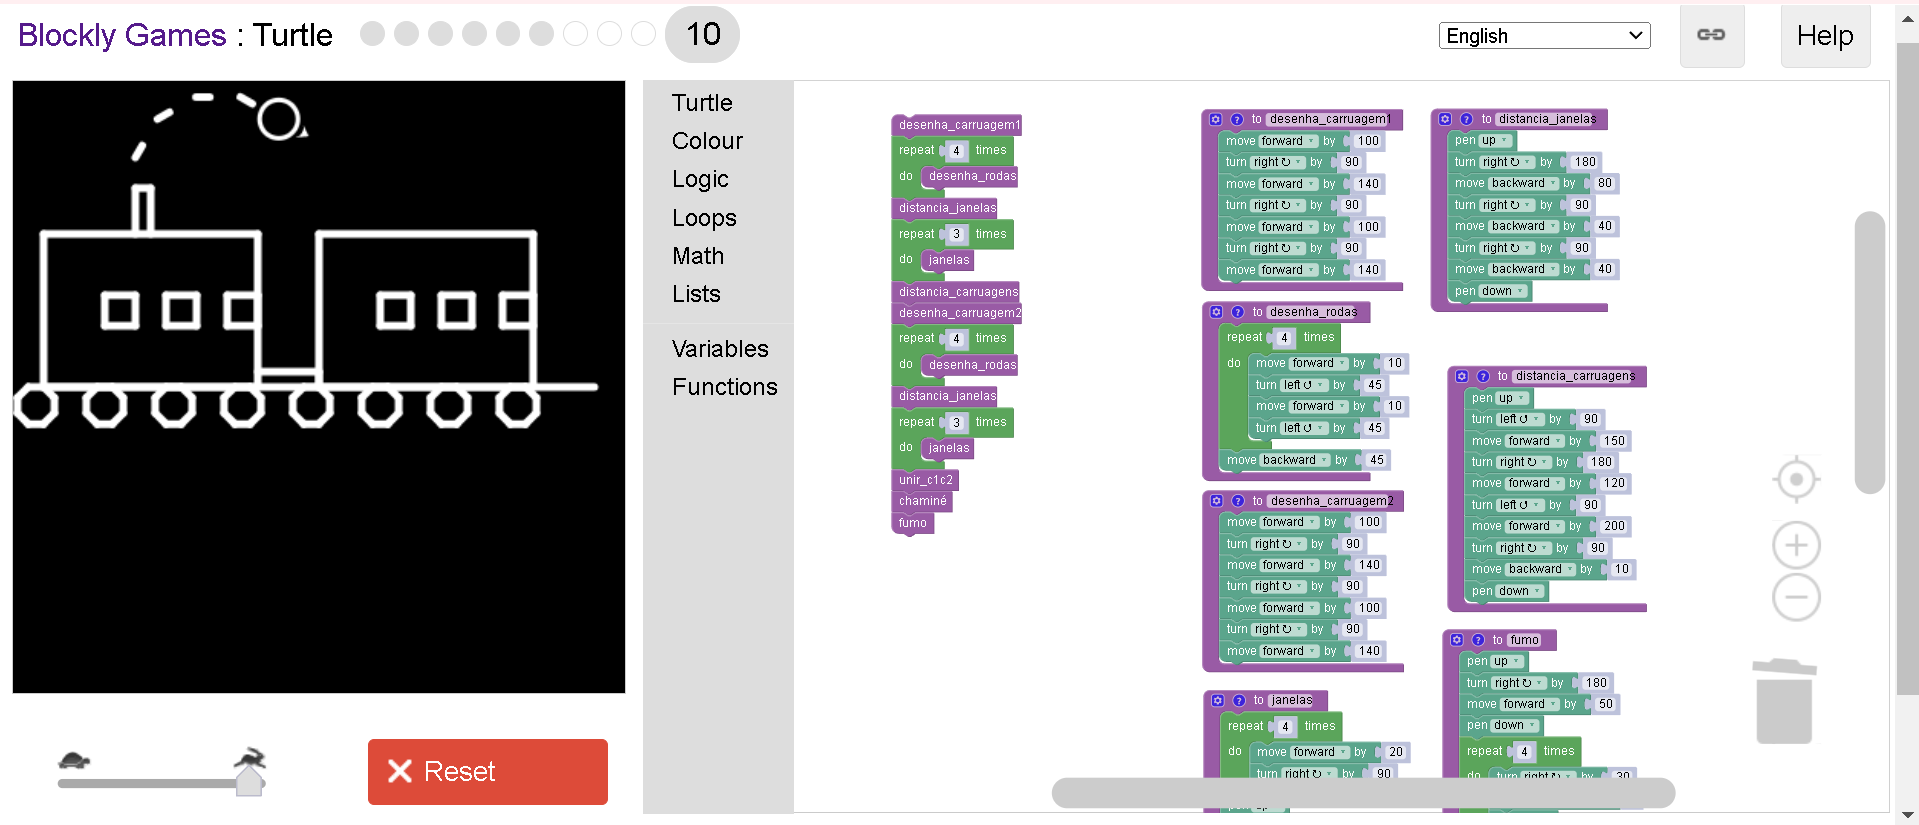 Blockly Games : Turtle
10
English
Help
Turtle
Colour
Logic
Loops
Math
Lists
Variables
Functions
desenha_carruagem1
repeat 4 times
do desenha_rodas
distancia_janelas
repeat 3 times
do janelas
distancia_carruagens
desenha_carruagem2
repeat 4 times
do desenha_rodas
distancia_janelas
repeat 3 times
do janelas
unir_c1c2
chaminé
fumo
? to desenha_carruagem1
move forward by 100
turn right ↻ by 90
move forward by 140
turn right ↻ by 90
move forward by 100
turn right ↻ by 90
move forward by 140
? to desenha_rodas
repeat 4 times
do move forward by 10
turn left ↺ by 45
move forward by 10
turn left ↺ by 45
move backward by 45
? to desenha_carruagem2
move forward by 100
turn right ↻ by 90
move forward by 140
turn right ↻ by 90
move forward by 100
turn right ↻ by 90
move forward by 140
? to janelas
repeat 4 times
do move forward by 20
turn right ↻ by 90
? to distancia_janelas
pen up
turn right ↻ by 180
move backward by 80
turn right ↻ by 90
move backward by 40
turn right ↻ by 90
move backward by 40
pen down
? to distancia_carruagens
pen up
turn left ↺ by 90
move forward by 150
turn right ↻ by 180
move forward by 120
turn left ↺ by 90
move forward by 200
turn right ↻ by 90
move backward by 10
pen down
? to fumo
pen up
turn right ↻ by 180
move forward by 50
pen down
repeat 4 times
do turn right ↻ by 30
Reset